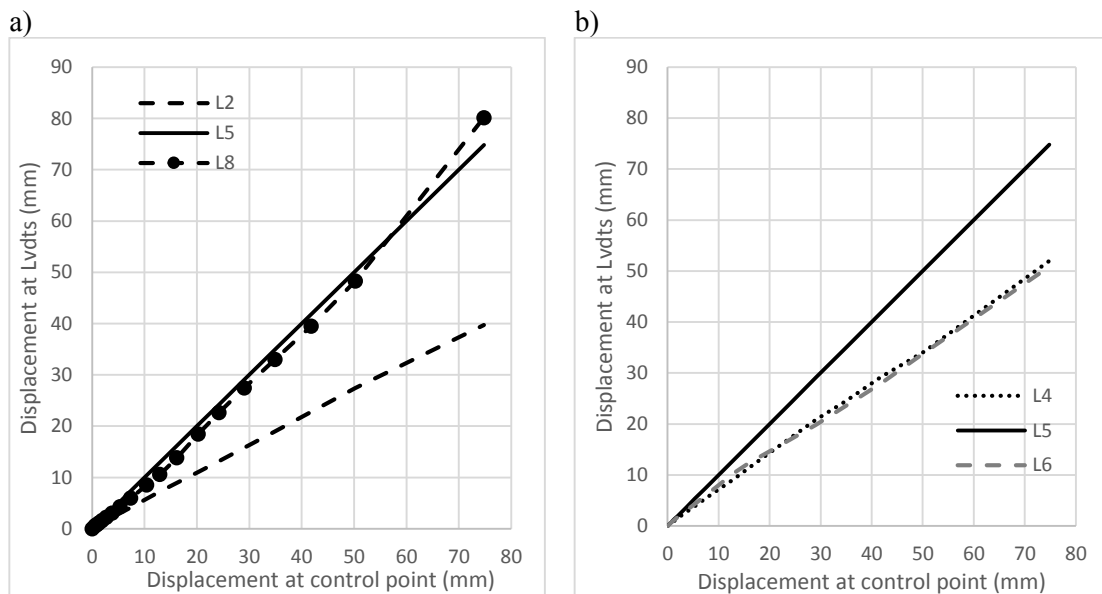 a)
90
80
70
60
50
40
30
20
10
0
Displacement at Lvdts (mm)
L2
L5
L8
0 10 20 30 40 50 60 70 80
Displacement at control point (mm)
b)
90
80
70
60
50
40
30
20
10
0
Displacement at Lvdts (mm)
L4
L5
L6
0 10 20 30 40 50 60 70 80
Displacement at control point (mm)